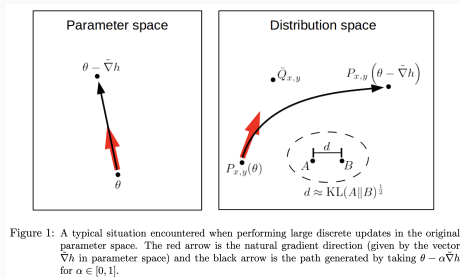 Parameter space
Distribution space
θ − ∇̃h
θ
Q̂x,y
Px,y(θ − ∇̃h)
Px,y(θ)
d
A
B
d ≈ KL(A‖B)^½
Figure 1: A typical situation encountered when performing large discrete updates in the original
parameter space. The red arrow is the natural gradient direction (given by the vector
∇̃h in parameter space) and the black arrow is the path generated by taking θ − α∇̃h
for α ∈ [0, 1].